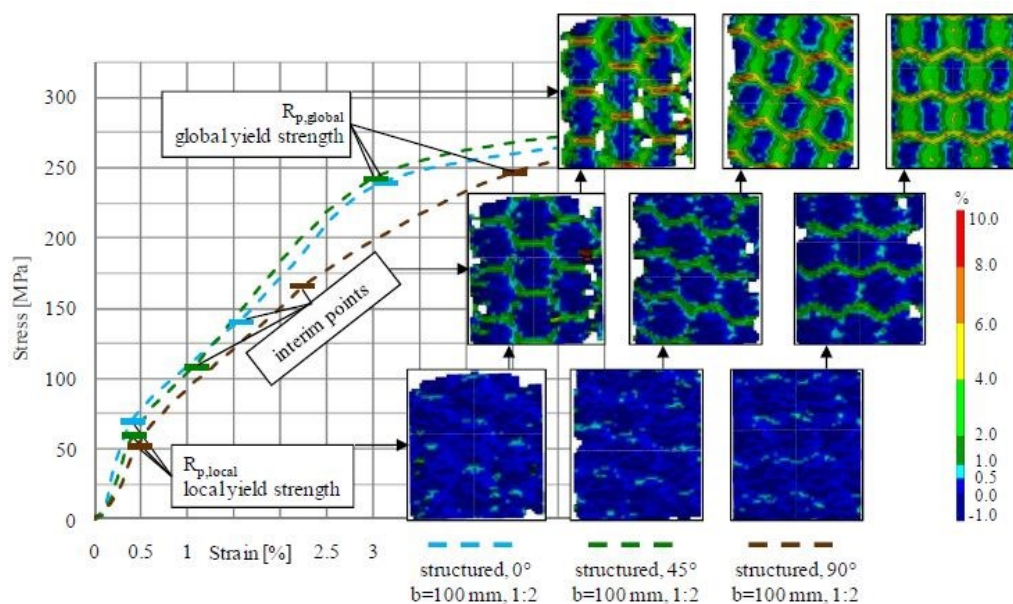 300
250
200
150
100
50
0
Stress [MPa]
R_p,global
global yield strength
interim points
R_p,local
local yield strength
0 0.5 1 Strain [%] 2.5 3
%
10.0
8.0
6.0
4.0
2.0
1.0
0.5
0.0
-1.0
structured, 0°
b=100 mm, 1:2
structured, 45°
b=100 mm, 1:2
structured, 90°
b=100 mm, 1:2